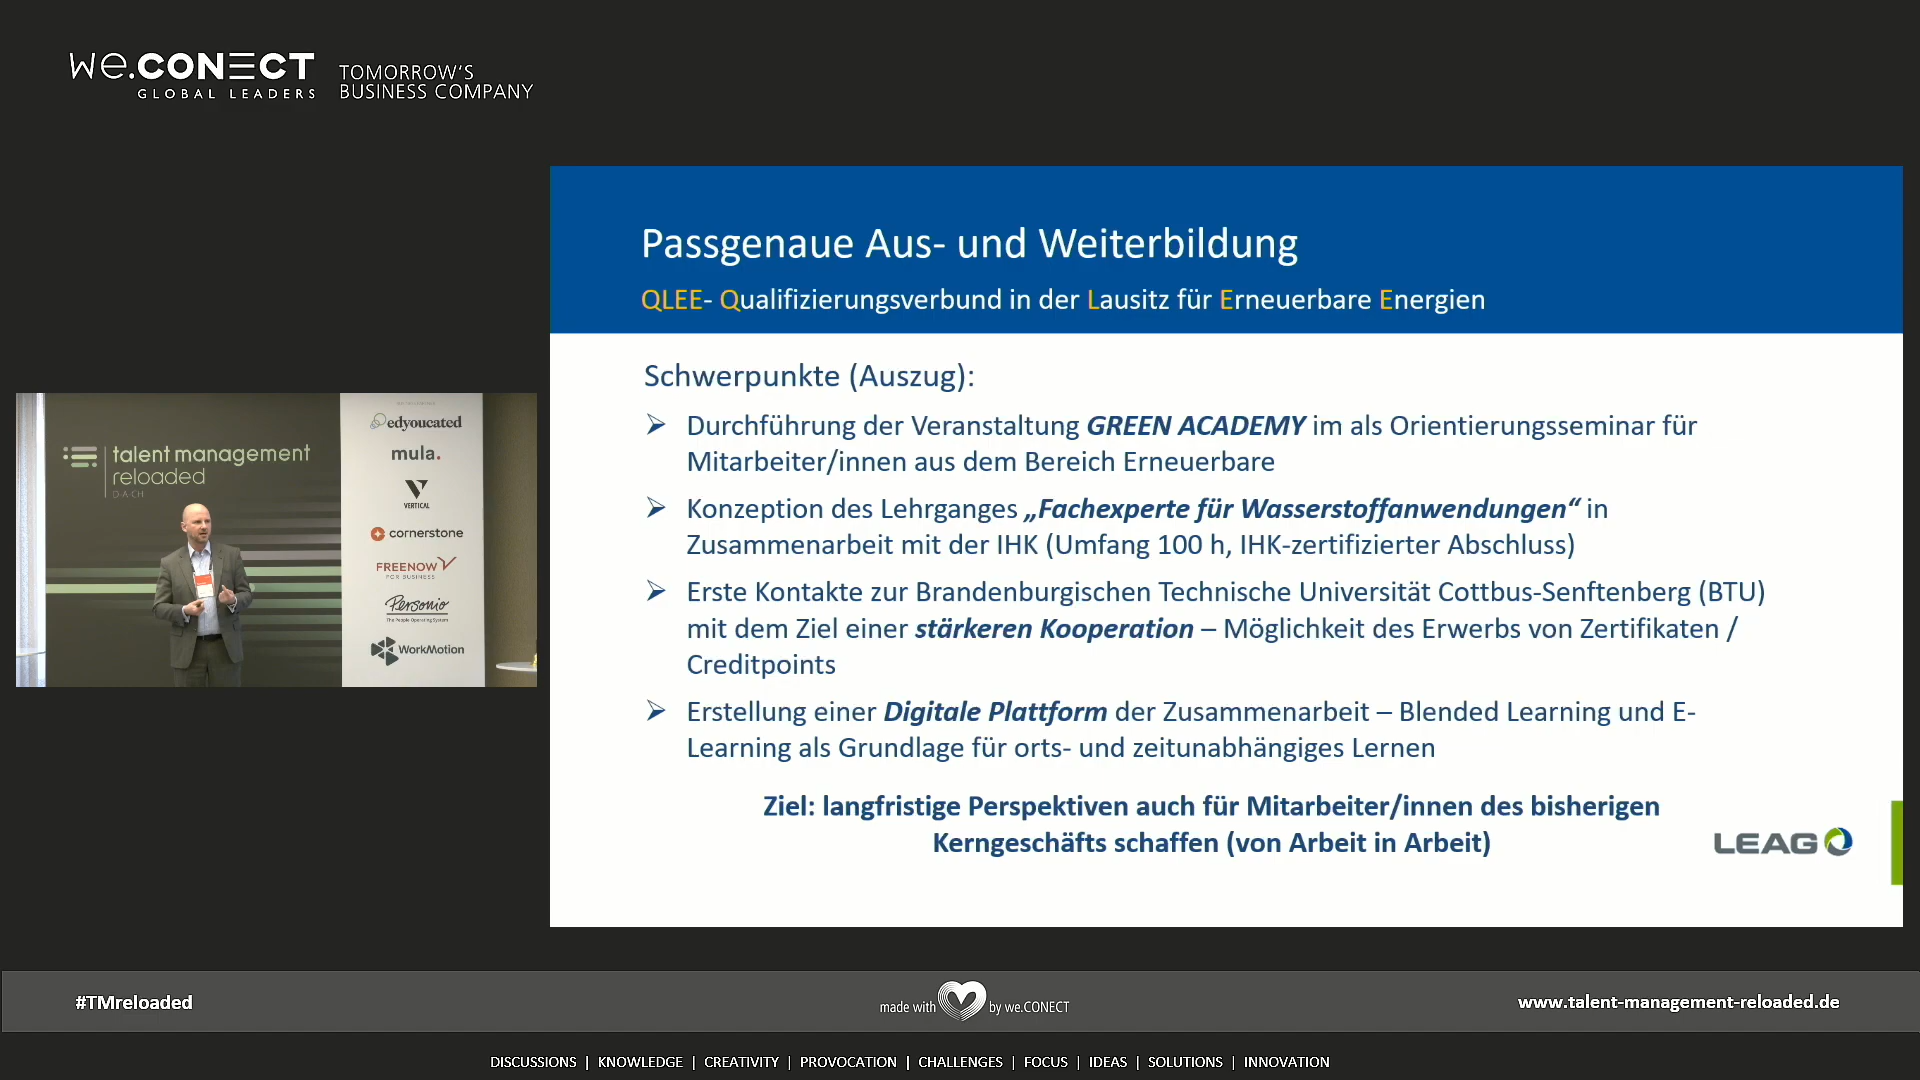 we.CONECT
GLOBAL LEADERS
TOMORROW'S
BUSINESS COMPANY
Passgenaue Aus- und Weiterbildung
QLEE- Qualifizierungsverbund in der Lausitz für Erneuerbare Energien
Schwerpunkte (Auszug):
Durchführung der Veranstaltung GREEN ACADEMY im als Orientierungsseminar für
Mitarbeiter/innen aus dem Bereich Erneuerbare
Konzeption des Lehrganges „Fachexperte für Wasserstoffanwendungen“ in
Zusammenarbeit mit der IHK (Umfang 100 h, IHK-zertifizierter Abschluss)
Erste Kontakte zur Brandenburgischen Technische Universität Cottbus-Senftenberg (BTU)
mit dem Ziel einer stärkeren Kooperation – Möglichkeit des Erwerbs von Zertifikaten /
Creditpoints
Erstellung einer Digitale Plattform der Zusammenarbeit – Blended Learning und E-
Learning als Grundlage für orts- und zeitunabhängiges Lernen
Ziel: langfristige Perspektiven auch für Mitarbeiter/innen des bisherigen
Kerngeschäfts schaffen (von Arbeit in Arbeit)
LEAG
talent management
reloaded
D·A·CH
edyoucated
mula.
VERTICAL
cornerstone
FREENOW
FOR BUSINESS
Personio
The People Operating System
WorkMotion
#TMreloaded
made with by we.CONECT
www.talent-management-reloaded.de
DISCUSSIONS | KNOWLEDGE | CREATIVITY | PROVOCATION | CHALLENGES | FOCUS | IDEAS | SOLUTIONS | INNOVATION